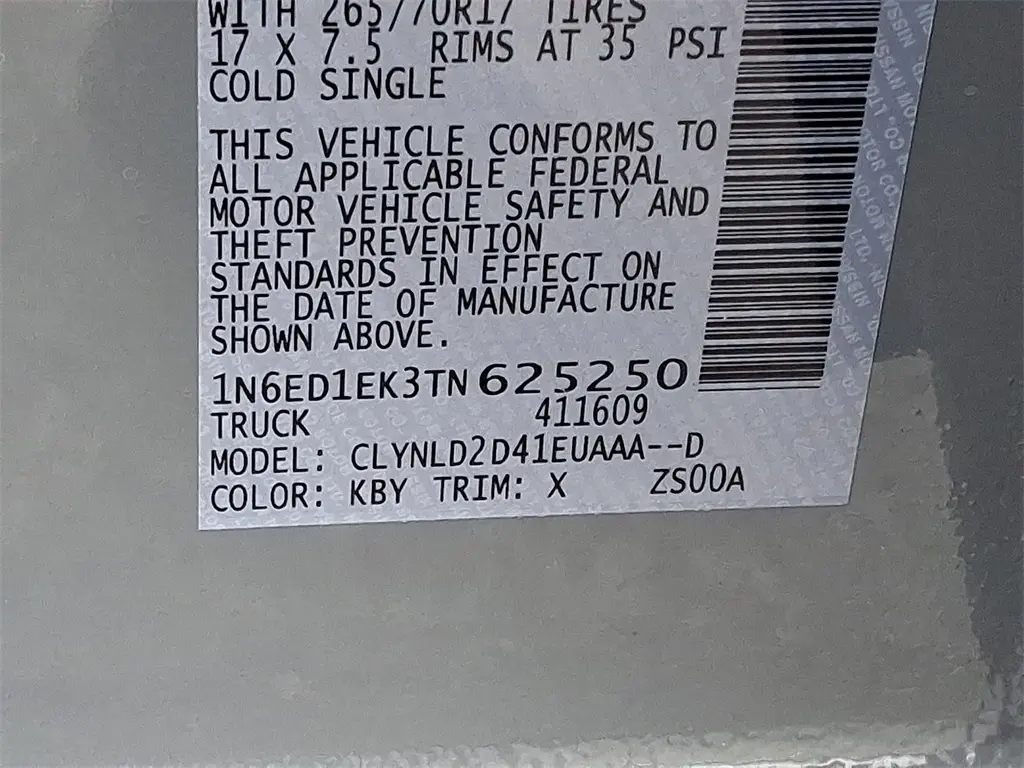 WITH 265/70R17 TIRES
17 X 7.5 RIMS AT 35 PSI
COLD SINGLE
THIS VEHICLE CONFORMS TO
ALL APPLICABLE FEDERAL
MOTOR VEHICLE SAFETY AND
THEFT PREVENTION
STANDARDS IN EFFECT ON
THE DATE OF MANUFACTURE
SHOWN ABOVE.
1N6ED1EK3TN625250
TRUCK 411609
MODEL: CLYNLD2D41EUAAA--D
COLOR: KBY TRIM: X ZS00A